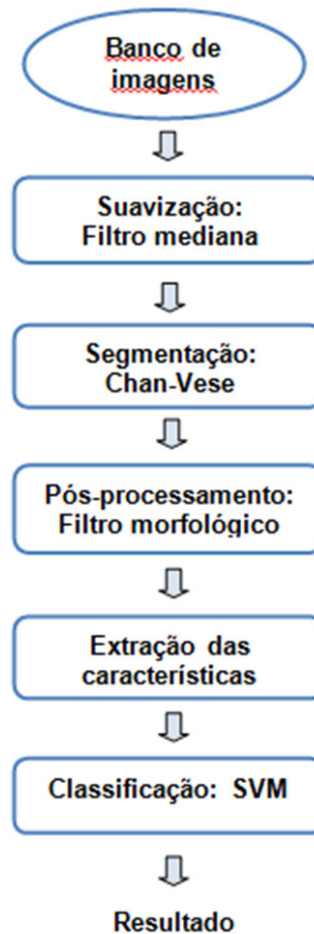 Banco de
imagens
Suavização:
Filtro mediana
Segmentação:
Chan-Vese
Pós-processamento:
Filtro morfológico
Extração das
características
Classificação: SVM
Resultado